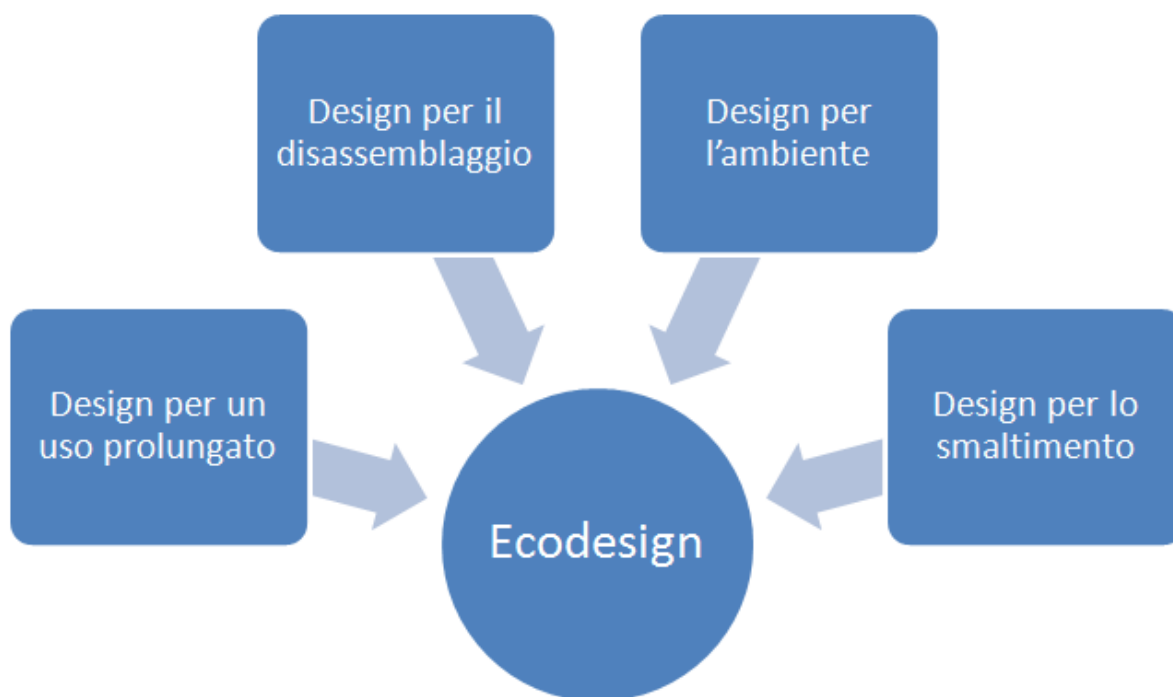 Design per il
disassemblaggio
Design per
l’ambiente
Design per un
uso prolungato
Design per lo
smaltimento
Ecodesign